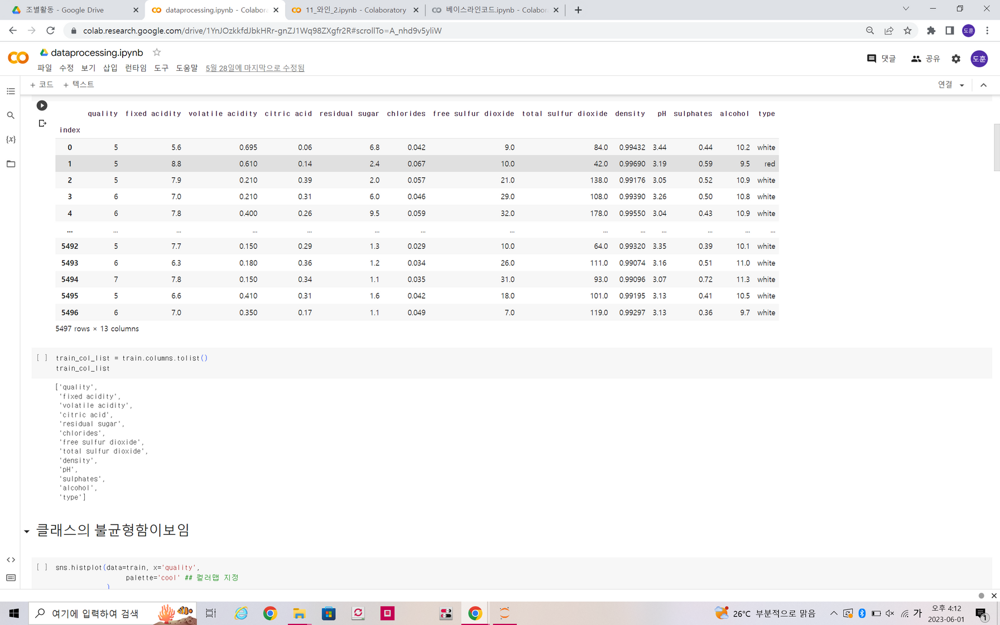 조별활동 - Google Drive
dataprocessing.ipynb - Colabora
11_와인_2.ipynb - Colaboratory
베이스라인코드.ipynb - Colabor
colab.research.google.com/drive/1YnJOzkkfdJbkHRr-gnZJ1Wq98ZXgfr2R#scrollTo=A_nhd9v5yliW
도훈
dataprocessing.ipynb
댓글 공유 도훈
파일 수정 보기 삽입 런타임 도구 도움말 5월 28일에 마지막으로 수정됨
+ 코드 + 텍스트 연결
{x}
quality fixed acidity volatile acidity citric acid residual sugar chlorides free sulfur dioxide total sulfur dioxide density pH sulphates alcohol type
index
0 5 5.6 0.695 0.06 6.8 0.042 9.0 84.0 0.99432 3.44 0.44 10.2 white
1 5 8.8 0.610 0.14 2.4 0.067 10.0 42.0 0.99690 3.19 0.59 9.5 red
2 5 7.9 0.210 0.39 2.0 0.057 21.0 138.0 0.99176 3.05 0.52 10.9 white
3 6 7.0 0.210 0.31 6.0 0.046 29.0 108.0 0.99390 3.26 0.50 10.8 white
4 6 7.8 0.400 0.26 9.5 0.059 32.0 178.0 0.99550 3.04 0.43 10.9 white
... ... ... ... ... ... ... ... ... ... ... ... ... ...
5492 5 7.7 0.150 0.29 1.3 0.029 10.0 64.0 0.99320 3.35 0.39 10.1 white
5493 6 6.3 0.180 0.36 1.2 0.034 26.0 111.0 0.99074 3.16 0.51 11.0 white
5494 7 7.8 0.150 0.34 1.1 0.035 31.0 93.0 0.99096 3.07 0.72 11.3 white
5495 5 6.6 0.410 0.31 1.6 0.042 18.0 101.0 0.99195 3.13 0.41 10.5 white
5496 6 7.0 0.350 0.17 1.1 0.049 7.0 119.0 0.99297 3.13 0.36 9.7 white
5497 rows × 13 columns
[ ] train_col_list = train.columns.tolist()
train_col_list
['quality',
'fixed acidity',
'volatile acidity',
'citric acid',
'residual sugar',
'chlorides',
'free sulfur dioxide',
'total sulfur dioxide',
'density',
'pH',
'sulphates',
'alcohol',
'type']
클래스의 불균형함이보임
[ ] sns.histplot(data=train, x='quality',
palette='cool' ## 컬러맵 지정
)
여기에 입력하여 검색
26°C 부분적으로 맑음
가
오후 4:12
2023-06-01
1